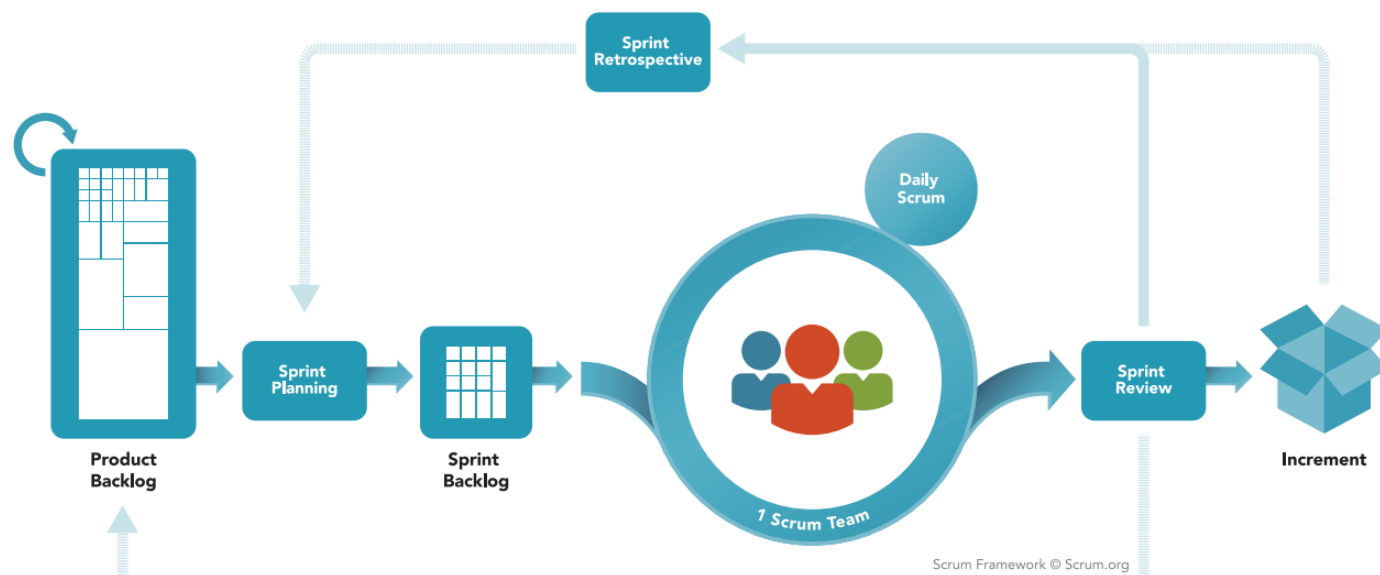 Sprint
Retrospective
Daily
Scrum
Sprint
Planning
Sprint
Review
Product
Backlog
Sprint
Backlog
Increment
1 Scrum Team
Scrum Framework © Scrum.org